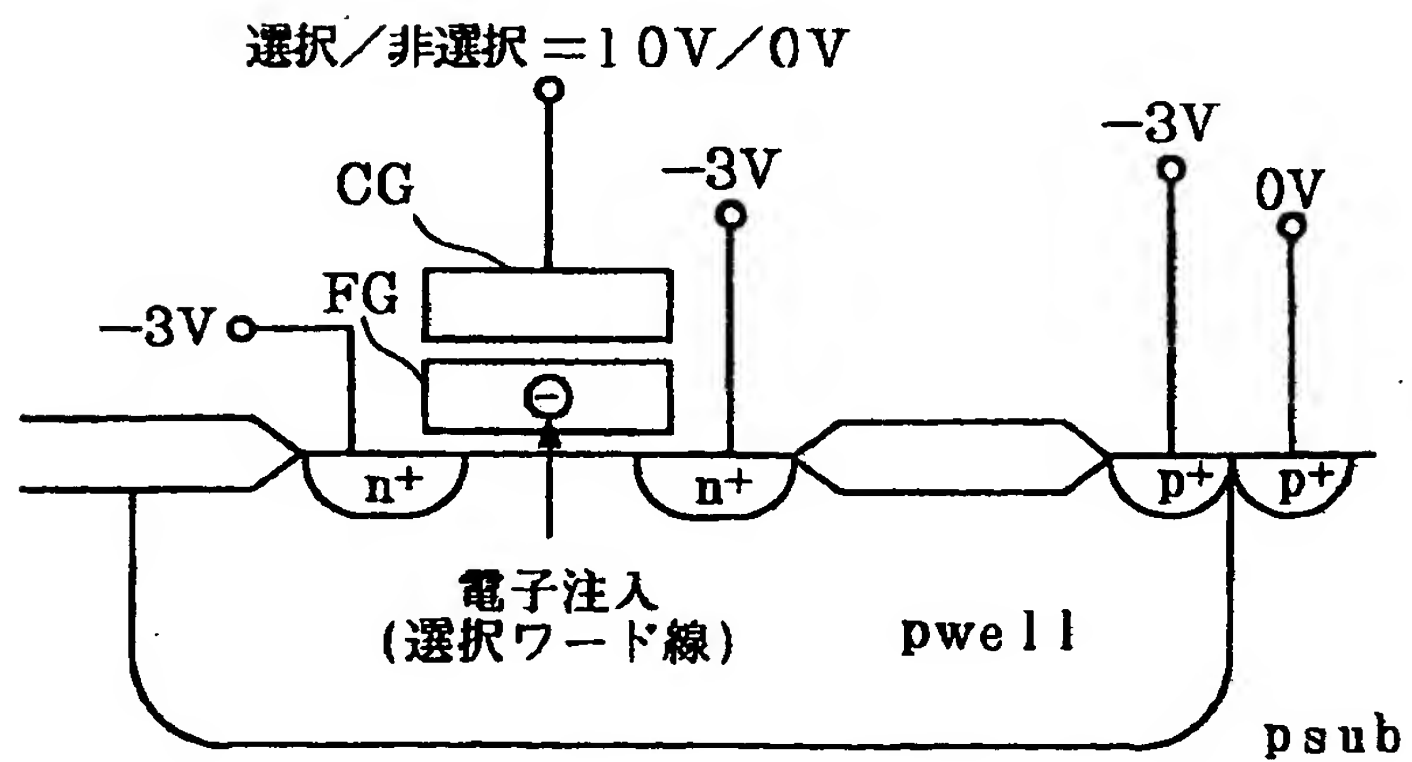 選択／非選択＝10V／0V
－3V
CG
－3V
0V
FG
－3V
－
n+
n+
p+
p+
電子注入
(選択ワード線)
pwell
psub